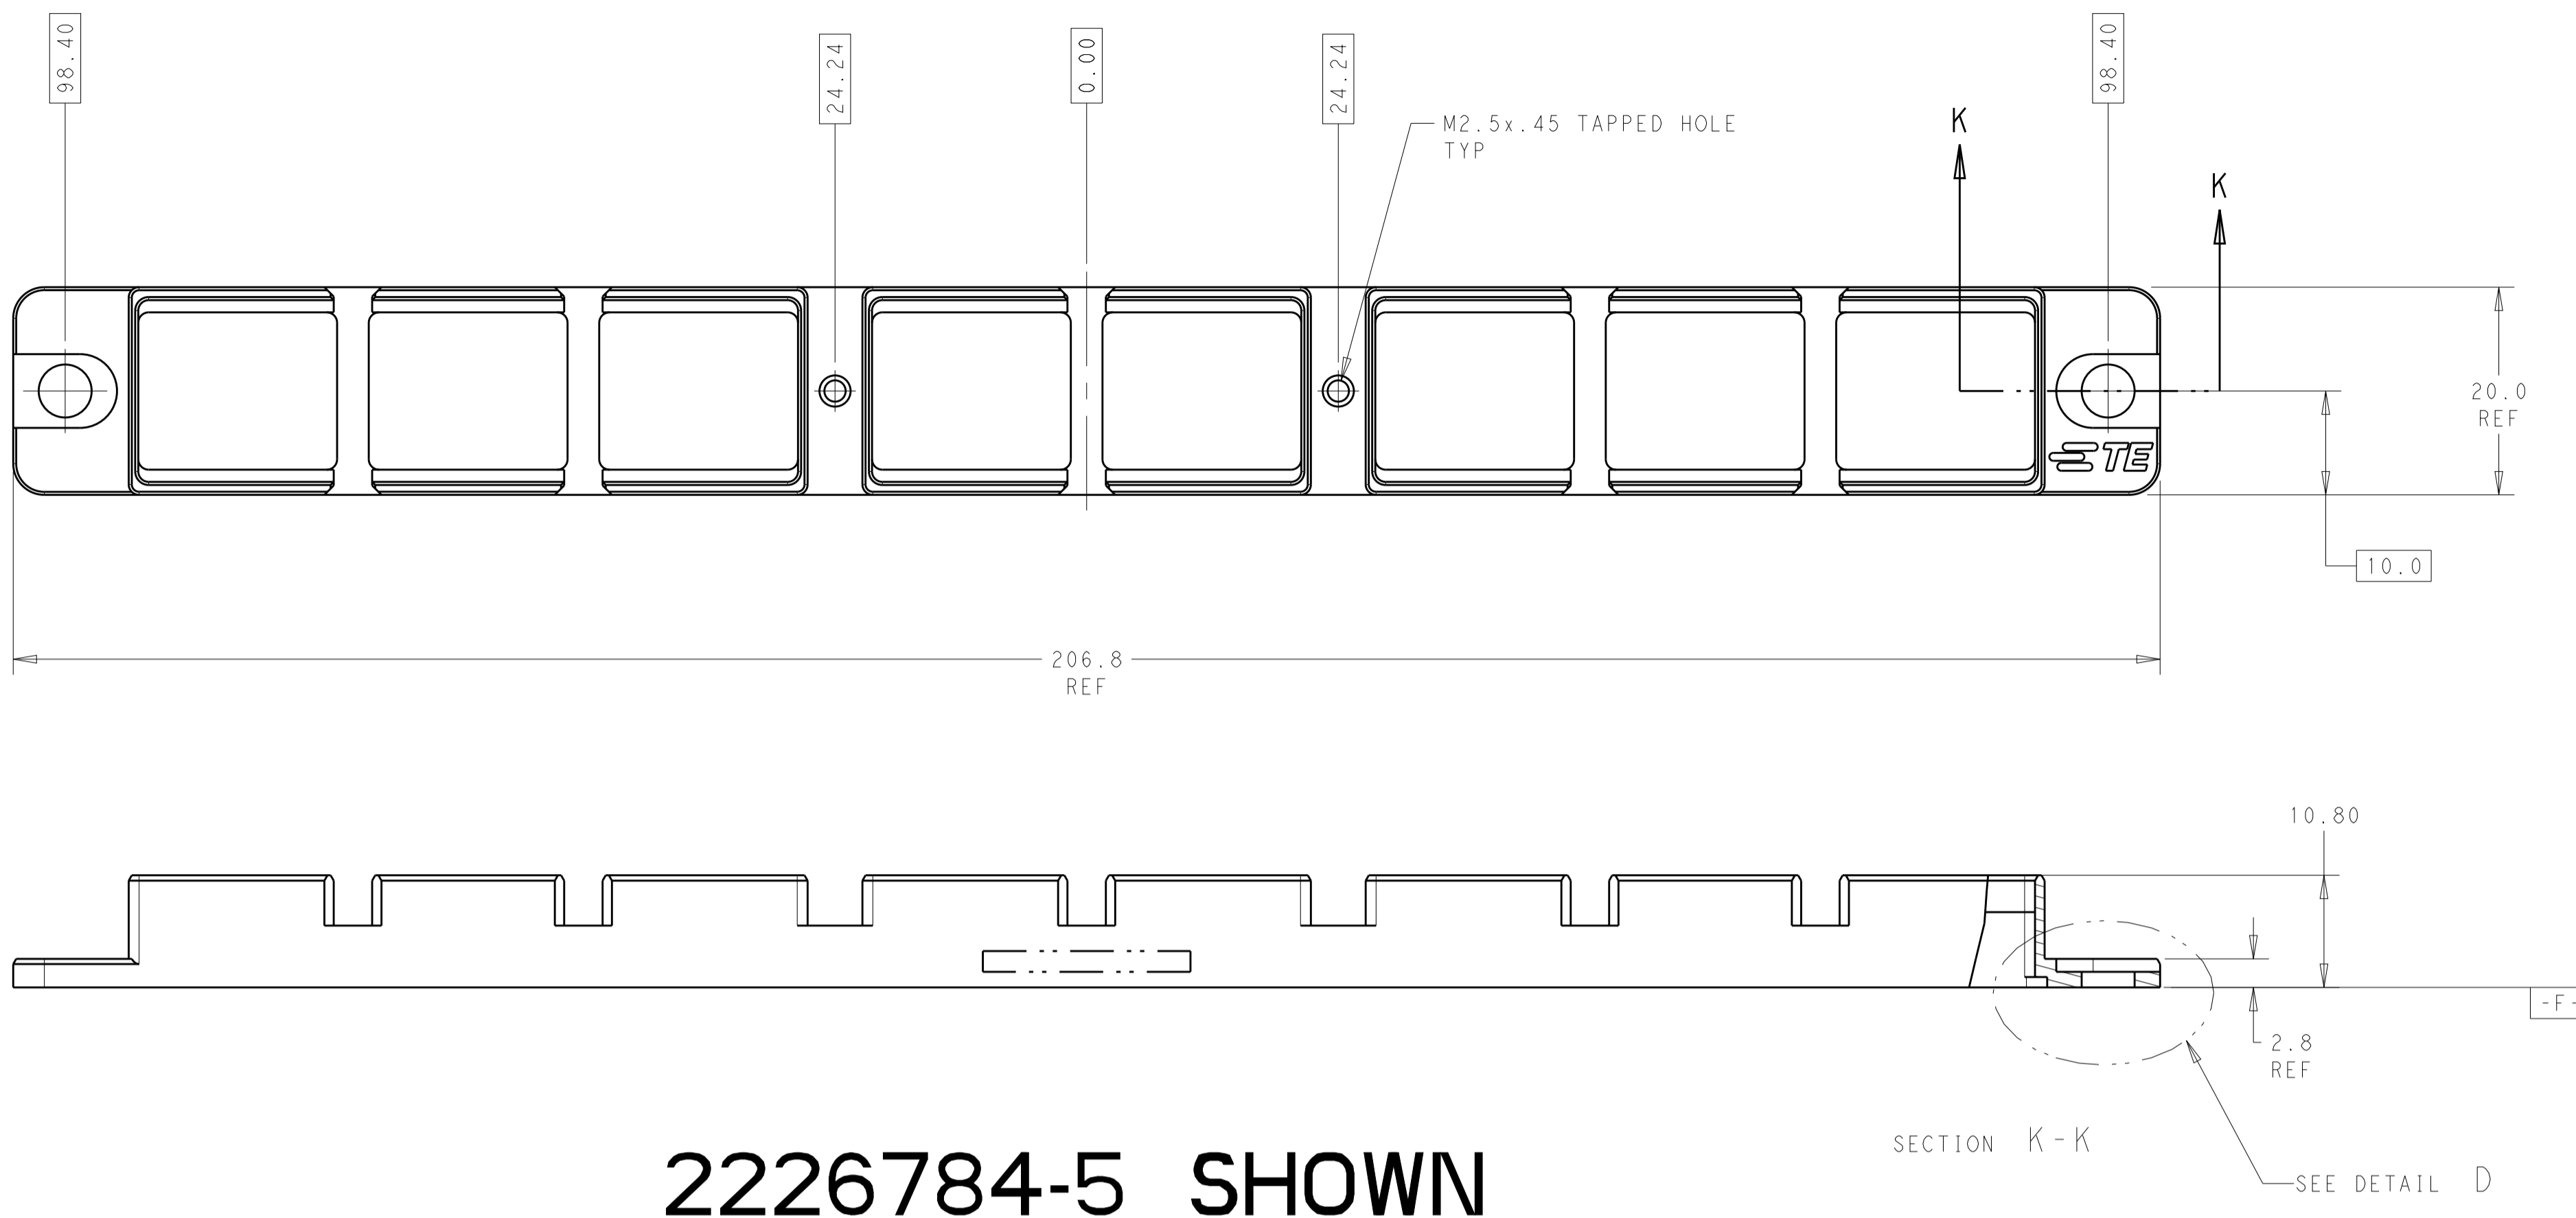 98.40
24.24
0.00
24.24
98.40
M2.5x.45 TAPPED HOLE
TYP
K
K
TE
20.0
REF
10.0
206.8
REF
10.80
-F-
2.8
REF
SECTION K-K
SEE DETAIL D
2226784-5 SHOWN